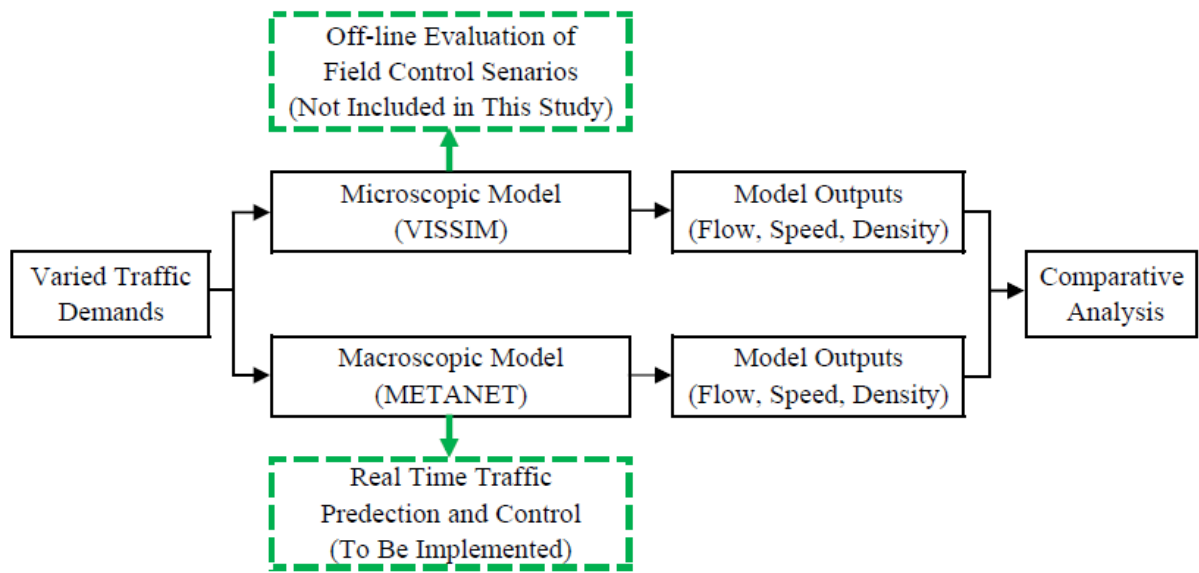 Off-line Evaluation of
Field Control Senarios
(Not Included in This Study)
Microscopic Model
(VISSIM)
Model Outputs
(Flow, Speed, Density)
Varied Traffic
Demands
Comparative
Analysis
Macroscopic Model
(METANET)
Model Outputs
(Flow, Speed, Density)
Real Time Traffic
Predection and Control
(To Be Implemented)